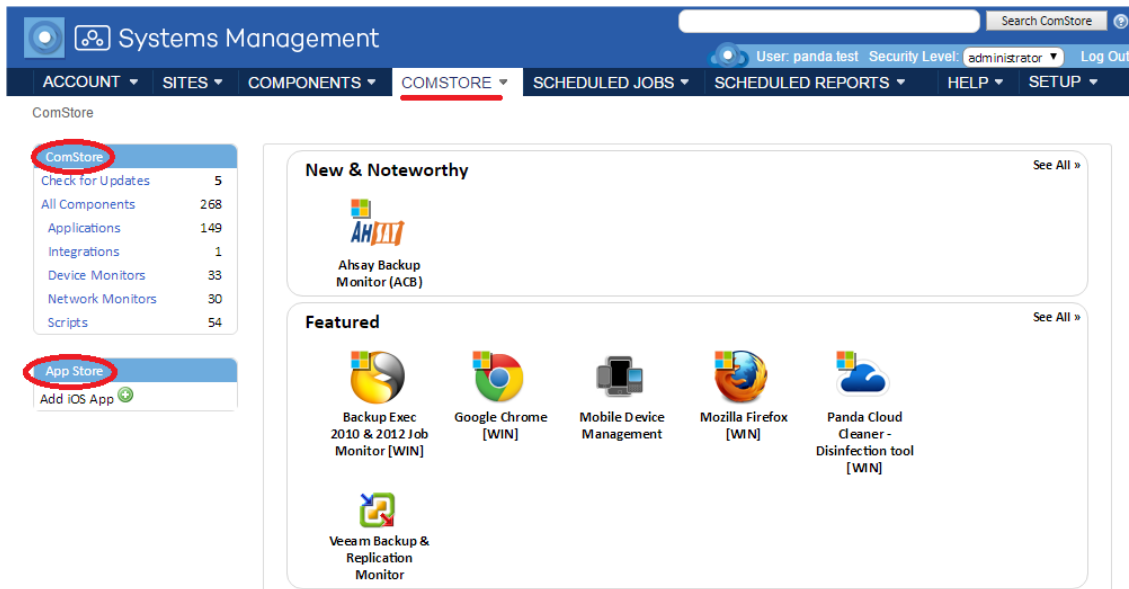 Systems Management
Search ComStore
User: panda.test Security Level: administrator Log Out
ACCOUNT SITES COMPONENTS COMSTORE SCHEDULED JOBS SCHEDULED REPORTS HELP SETUP
ComStore
ComStore
Check for Updates 5
All Components 268
Applications 149
Integrations 1
Device Monitors 33
Network Monitors 30
Scripts 54
App Store
Add iOS App
New & Noteworthy
See All »
AH
Ahsay Backup
Monitor (ACB)
Featured
See All »
Backup Exec
2010 & 2012 Job
Monitor [WIN]
Google Chrome
[WIN]
Mobile Device
Management
Mozilla Firefox
[WIN]
Panda Cloud
Cleaner -
Disinfection tool
[WIN]
Veeam Backup &
Replication
Monitor